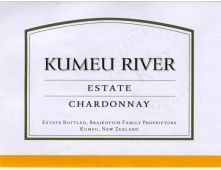 KUMEU RIVER
ESTATE
CHARDONNAY
ESTATE BOTTLED, BRAJKOVICH FAMILY PROPRIETORS
KUMEU, NEW ZEALAND